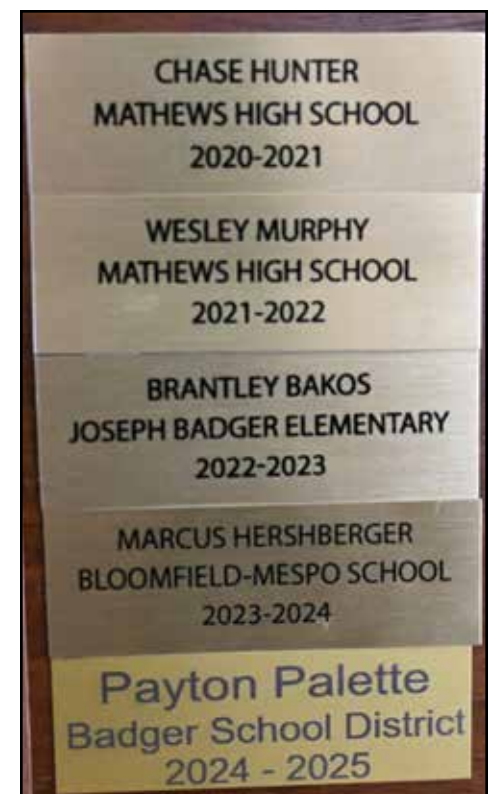 CHASE HUNTER
MATHEWS HIGH SCHOOL
2020-2021
WESLEY MURPHY
MATHEWS HIGH SCHOOL
2021-2022
BRANTLEY BAKOS
JOSEPH BADGER ELEMENTARY
2022-2023
MARCUS HERSHBERGER
BLOOMFIELD-MESPO SCHOOL
2023-2024
Payton Palette
Badger School District
2024 - 2025